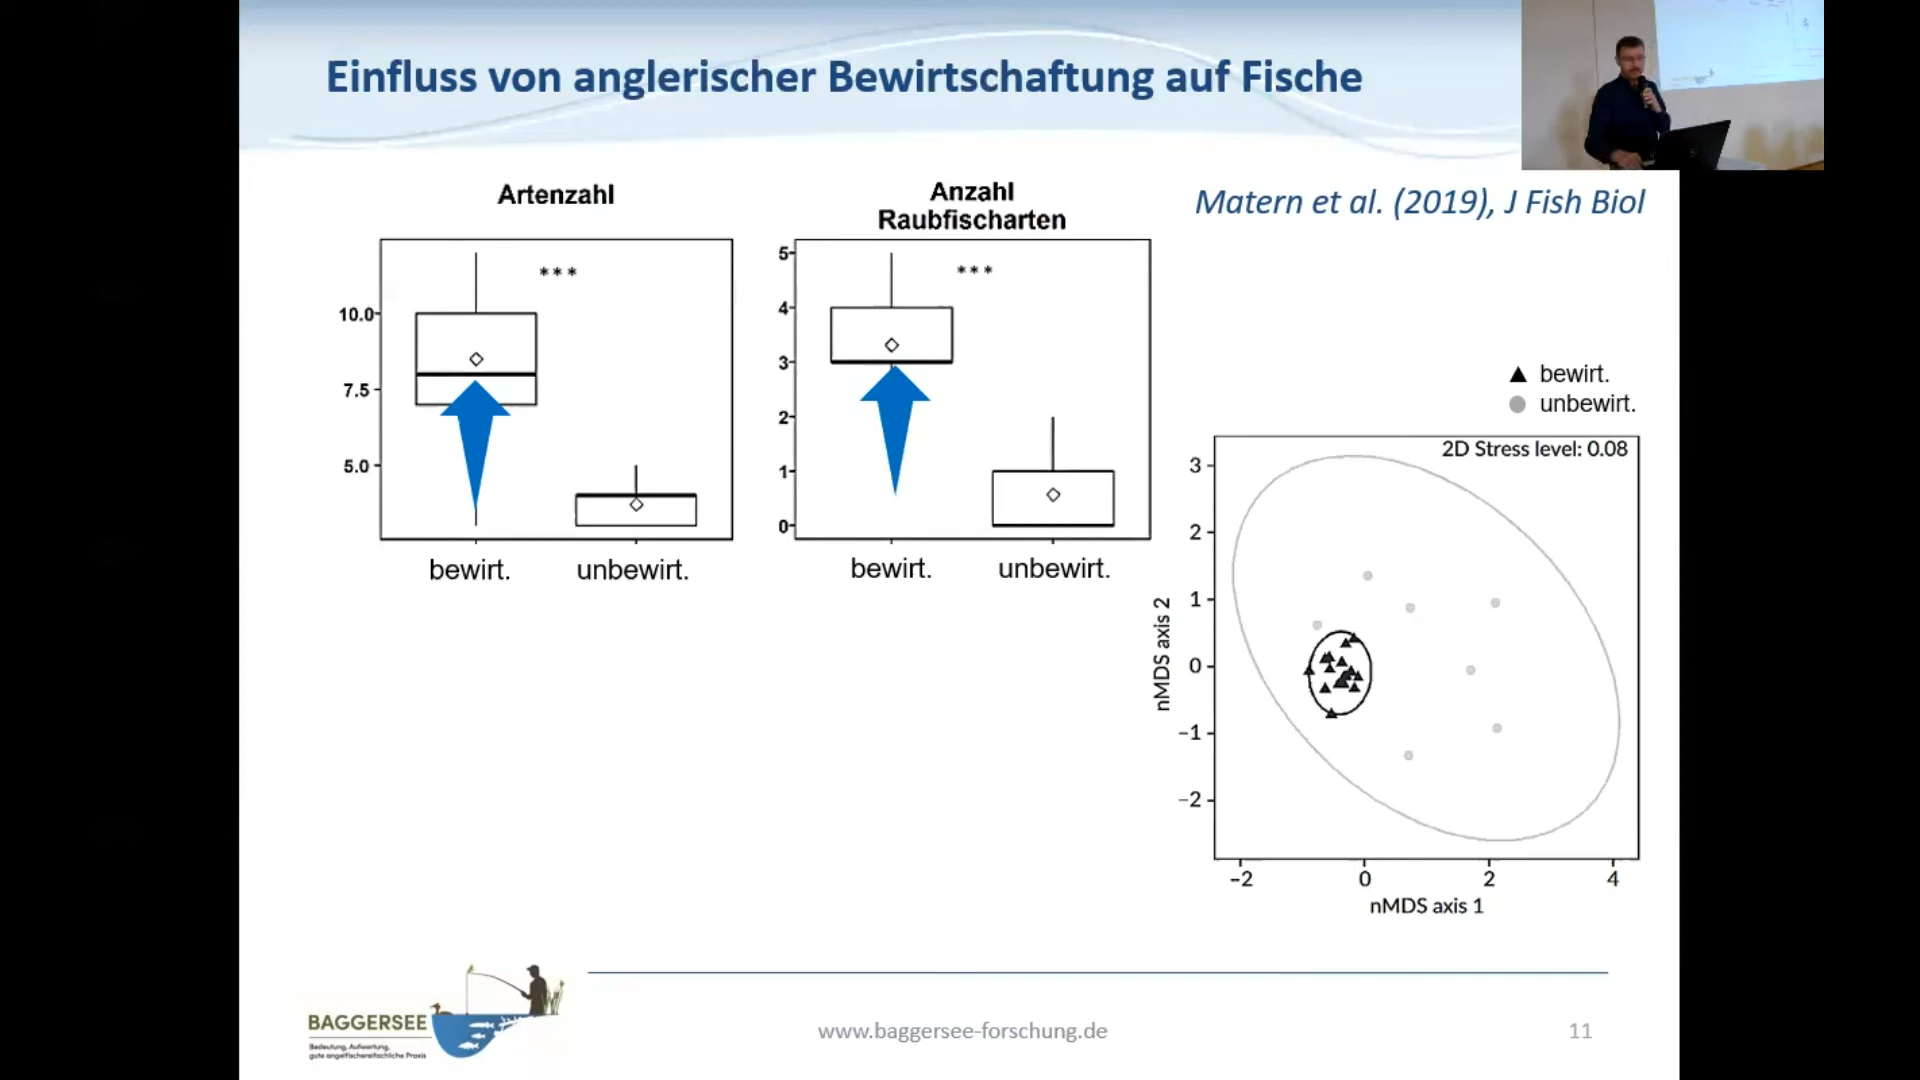 Einfluss von anglerischer Bewirtschaftung auf Fische
Matern et al. (2019), J Fish Biol
Artenzahl
***
10.0
7.5
5.0
bewirt.
unbewirt.
Anzahl
Raubfischarten
***
5
4
3
2
1
0
bewirt.
unbewirt.
bewirt.
unbewirt.
2D Stress level: 0.08
3
2
1
0
−1
−2
nMDS axis 2
−2
0
2
4
nMDS axis 1
BAGGERSEE
Bedeutung, Aufwertung,
gute angelfischereifachliche Praxis
www.baggersee-forschung.de
11